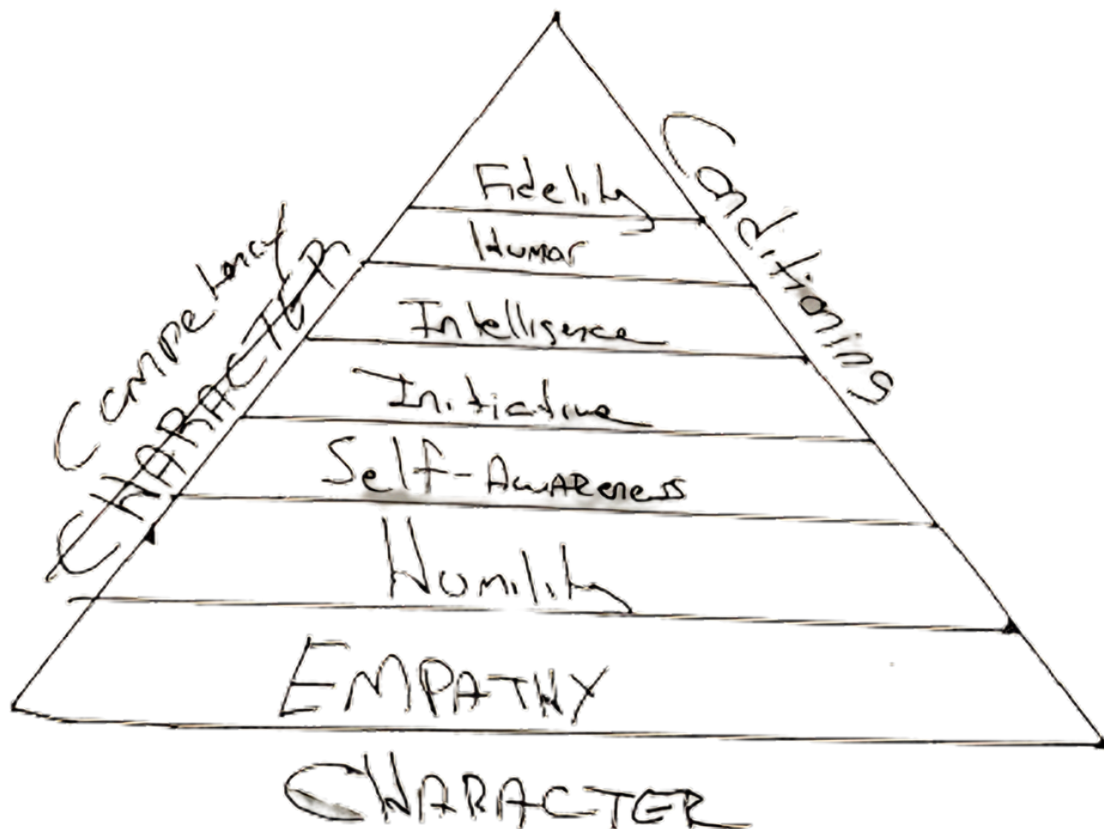 Conditioning
Fidelity
Humor
Competency
CHARACTER
Intelligence
Initiative
Self-Awareness
Humility
EMPATHY
CHARACTER